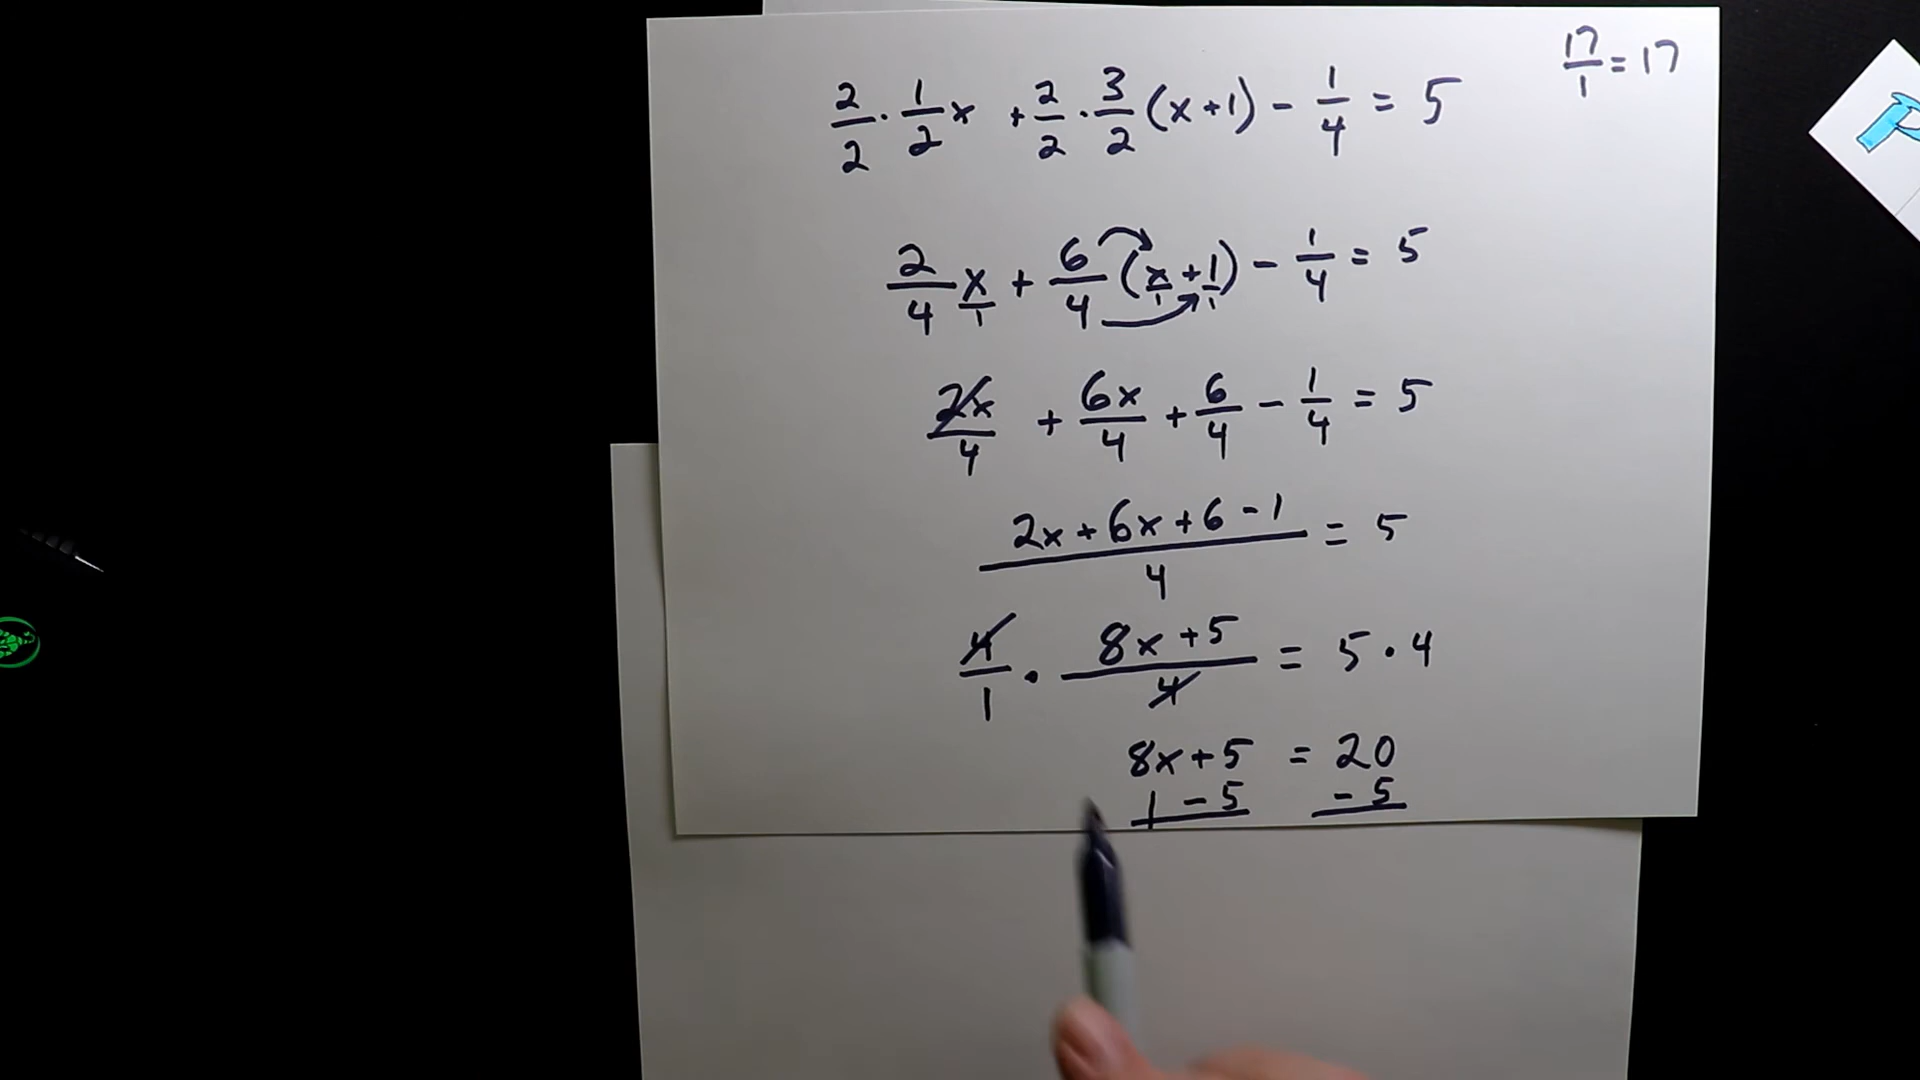 17/1 = 17
2/2 · 1/2 x + 2/2 · 3/2 (x+1) - 1/4 = 5
2/4 x/1 + 6/4 (x/1 + 1/1) - 1/4 = 5
2x/4 + 6x/4 + 6/4 - 1/4 = 5
2x+6x+6-1/4 = 5
4/1 · 8x+5/4 = 5·4
8x+5 = 20
-5 -5